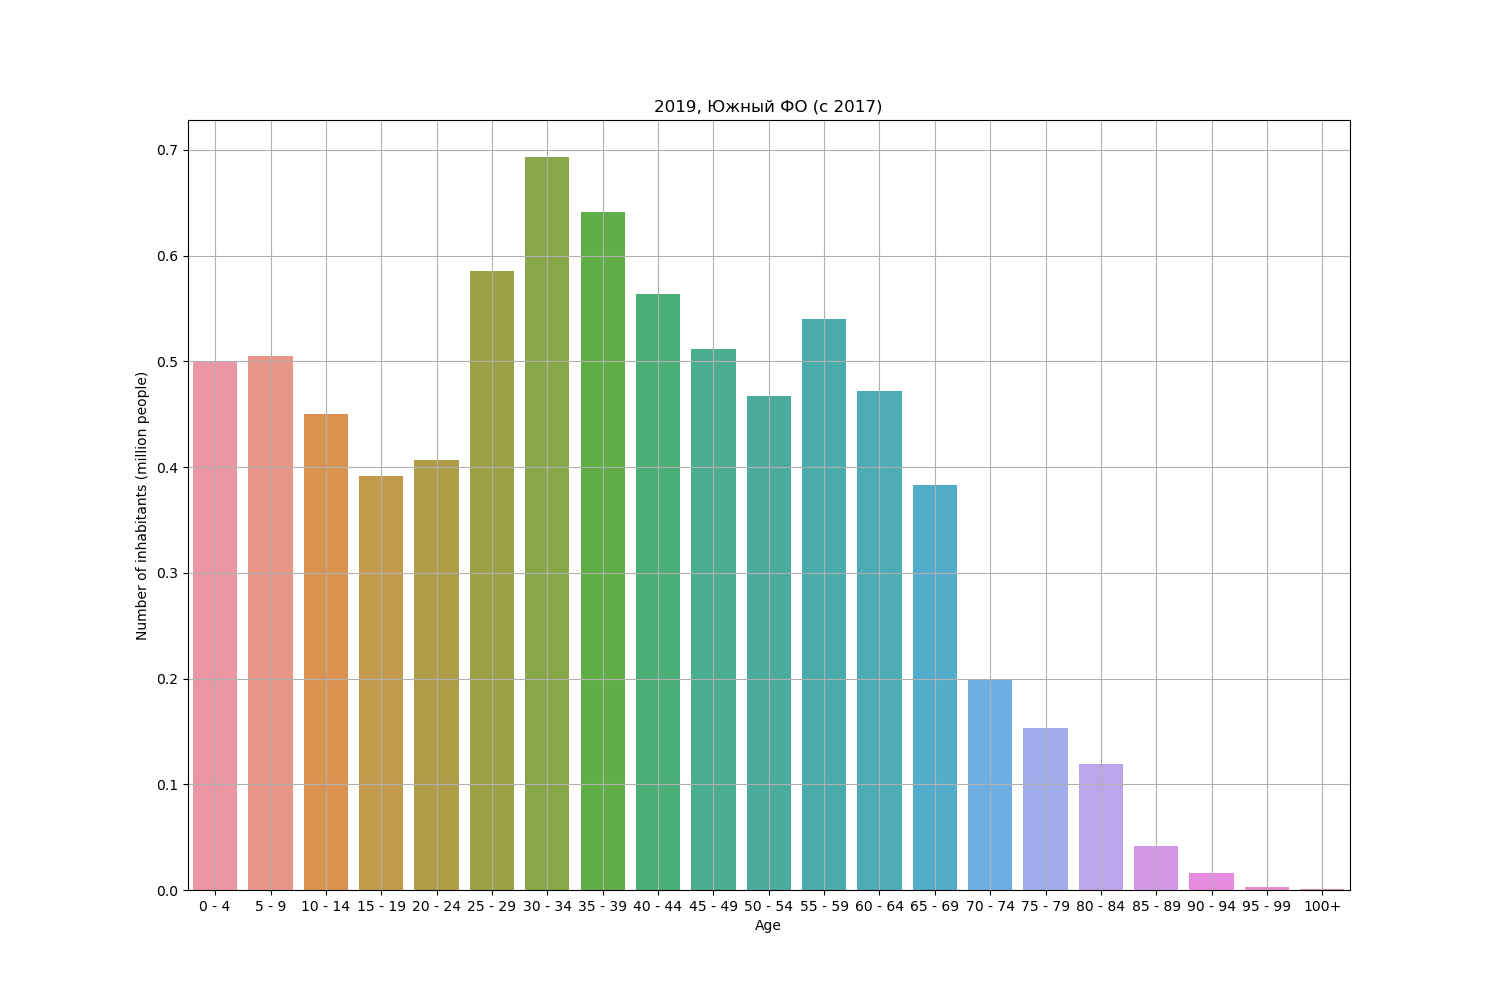 2019, Южный ФО (с 2017)
Number of inhabitants (million people)
0.7
0.6
0.5
0.4
0.3
0.2
0.1
0.0
0 - 4 5 - 9 10 - 14 15 - 19 20 - 24 25 - 29 30 - 34 35 - 39 40 - 44 45 - 49 50 - 54 55 - 59 60 - 64 65 - 69 70 - 74 75 - 79 80 - 84 85 - 89 90 - 94 95 - 99 100+
Age